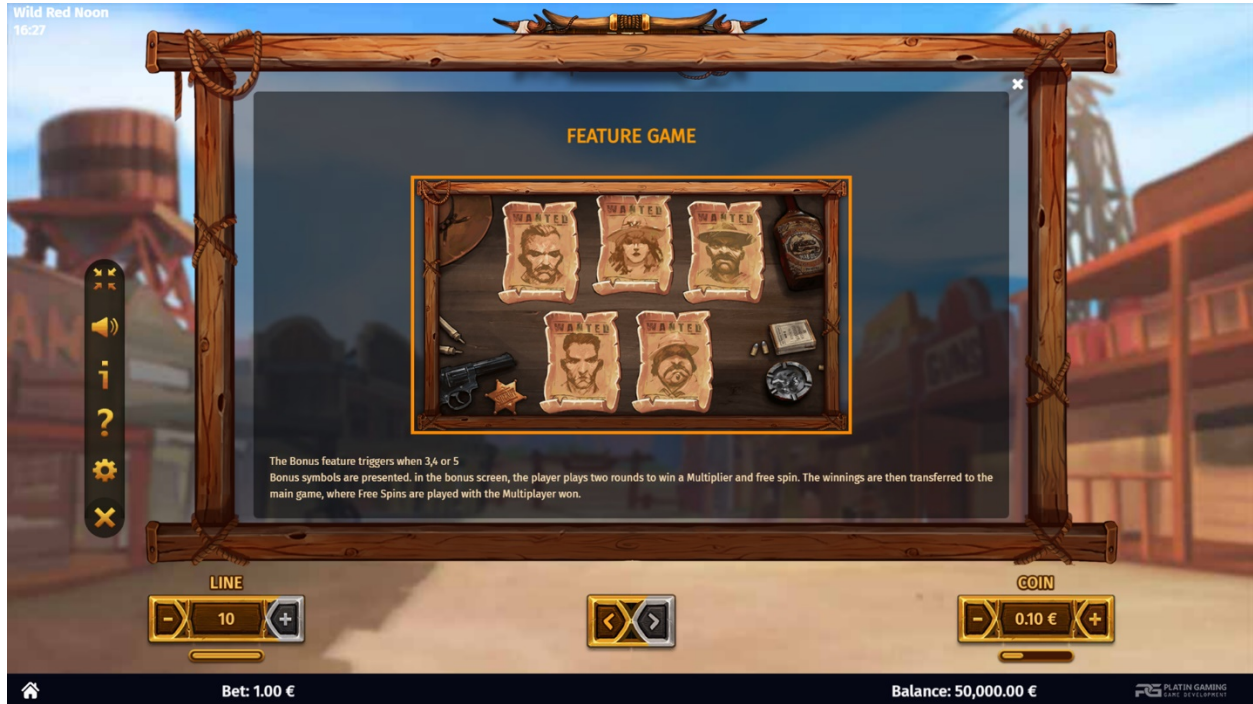 Wild Red Noon
16:27
FEATURE GAME
WANTED
WANTED
WANTED
WANTED
WANTED
The Bonus feature triggers when 3,4 or 5
Bonus symbols are presented. in the bonus screen, the player plays two rounds to win a Multiplier and free spin. The winnings are then transferred to the
main game, where Free Spins are played with the Multiplayer won.
LINE
COIN
10
0.10 €
Bet: 1.00 €
Balance: 50,000.00 €
PG PLATIN GAMING
GAME DEVELOPMENT